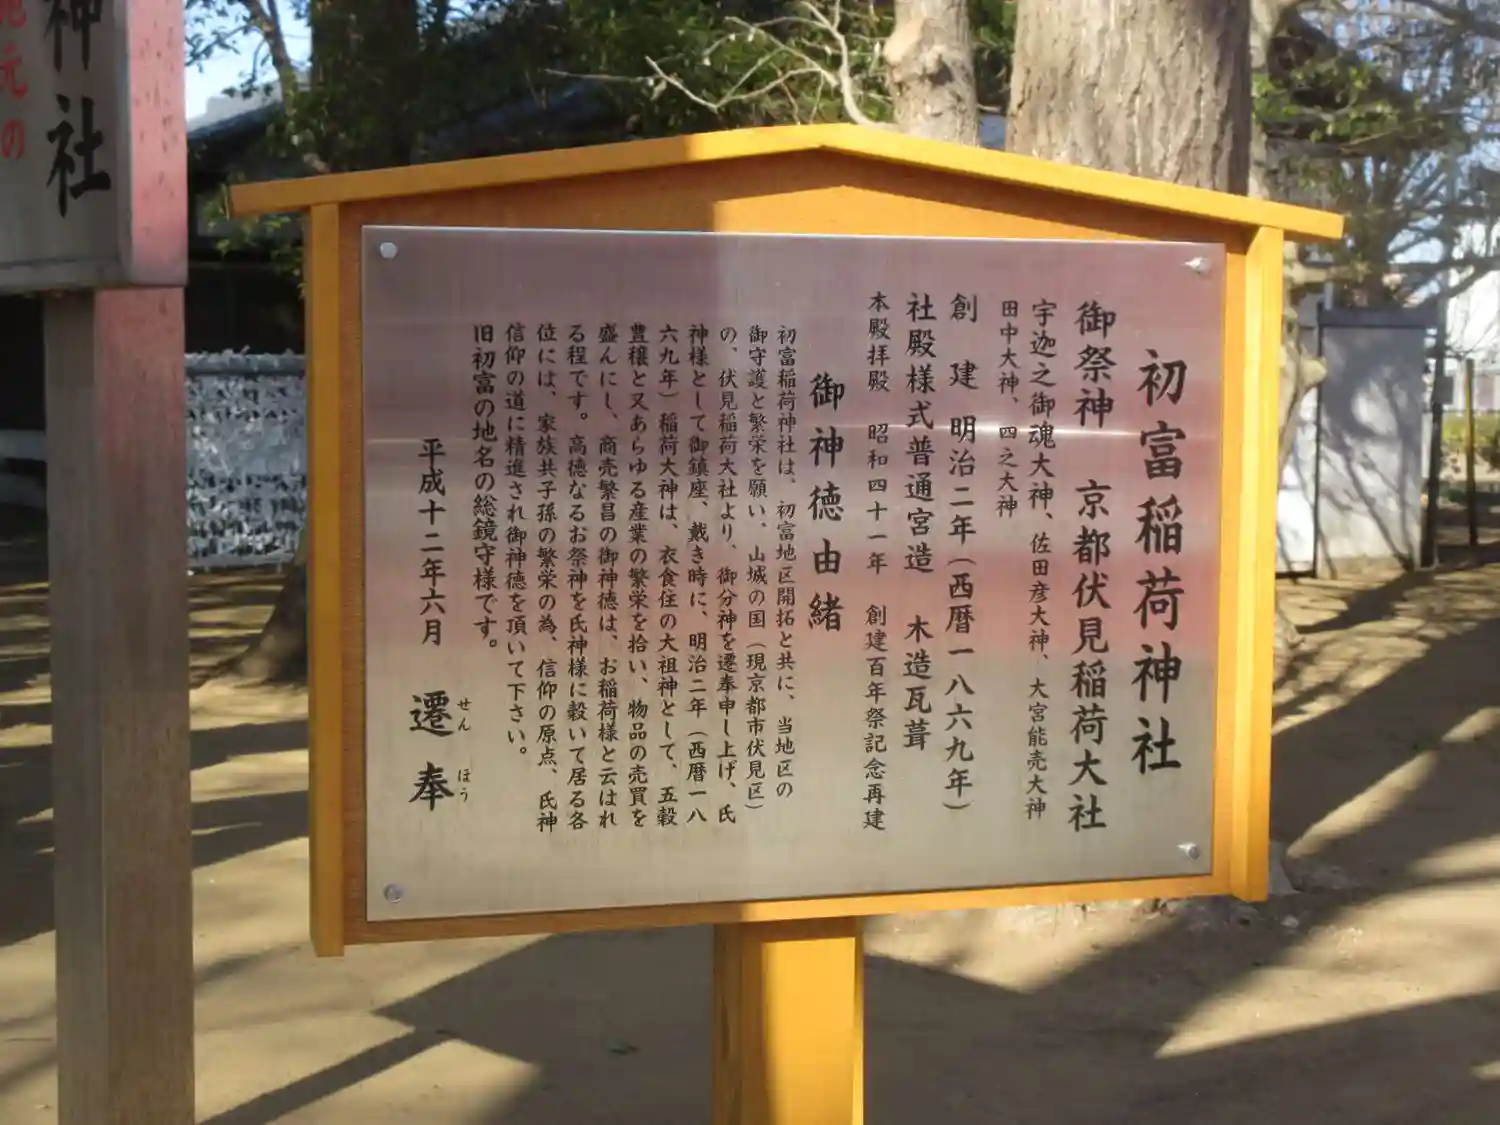 初富稲荷神社
御祭神 京都伏見稲荷大社
宇迦之御魂大神、佐田彦大神、大宮能売大神
田中大神、四之大神
創 建 明治二年(西暦一八六九年)
社殿様式普通宮造 木造瓦葺
本殿拝殿 昭和四十一年 創建百年祭記念再建
御神徳由緒
初富稲荷神社は、初富地区開拓と共に、当地区の
御守護と繁栄を願い、山城の国(現京都市伏見区)
の、伏見稲荷大社より、御分神を遷奉申し上げ、氏
神様として御鎮座、戴き時に、明治二年(西暦一八
六九年)稲荷大神は、衣食住の大祖神として、五穀
豊穣と又あらゆる産業の繁栄を拾い、物品の売買を
盛んにし、商売繁昌の御神徳は、お稲荷様と云はれ
る程です。高徳なるお祭神を氏神様に穀いて居る各
位には、家族共子孫の繁栄の為、信仰の原点、氏神
信仰の道に精進され御神徳を頂いて下さい。
旧初富の地名の総鏡守様です。
平成十二年六月 遷奉
せん ほう
神社
元の